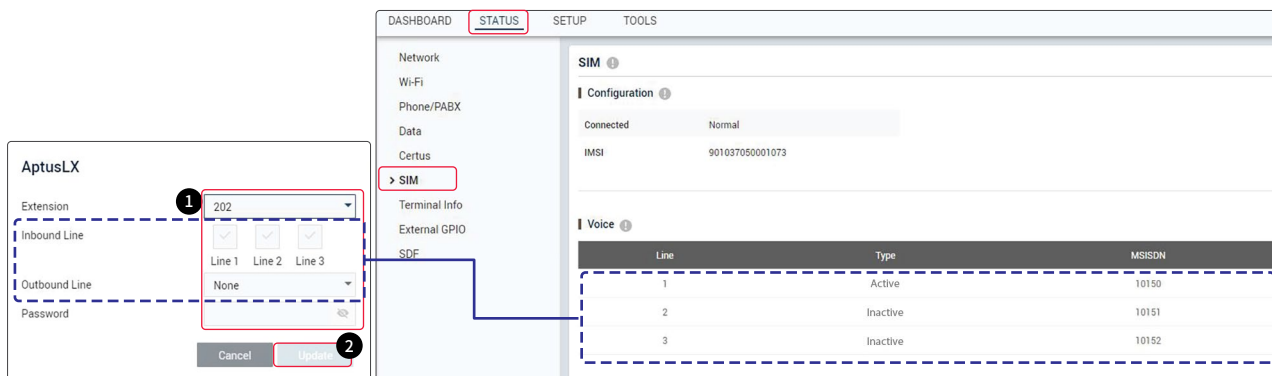 AptusLX
1
Extension
202
Inbound Line
Line 1 Line 2 Line 3
Outbound Line
None
Password
Cancel
Update
2
DASHBOARD STATUS SETUP TOOLS
Network
Wi-Fi
Phone/PABX
Data
Certus
> SIM
Terminal Info
External GPIO
SDF
SIM
Configuration
Connected Normal
IMSI 901037050001073
Voice
Line Type MSISDN
1 Active 10150
2 Inactive 10151
3 Inactive 10152